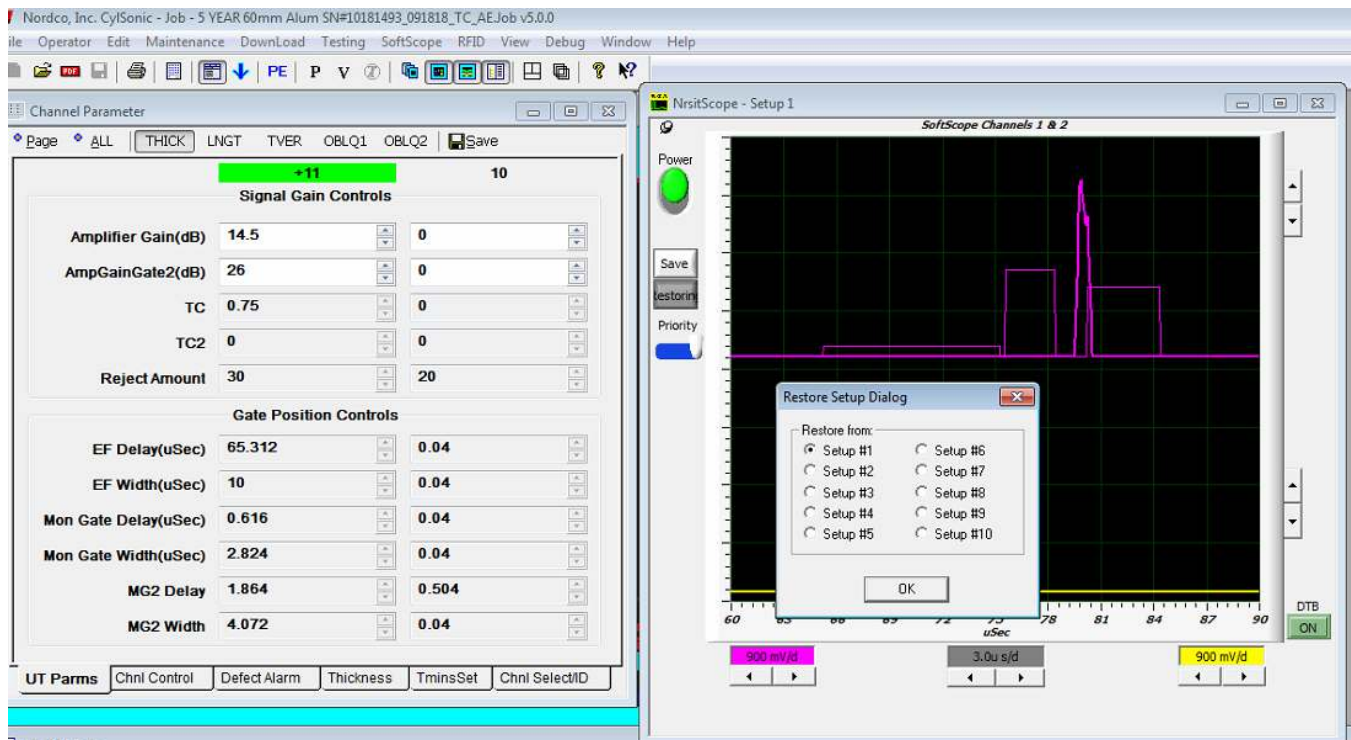 Nordco, Inc. CylSonic - Job - 5 YEAR 60mm Alum SN#10181493_091818_TC_AE.Job v5.0.0
ile Operator Edit Maintenance DownLoad Testing SoftScope RFID View Debug Window Help
PDF PE P V
Channel Parameter
Page ALL THICK LNGT TVER OBLQ1 OBLQ2 Save
+11 10
Signal Gain Controls
Amplifier Gain(dB) 14.5 0
AmpGainGate2(dB) 26 0
TC 0.75 0
TC2 0 0
Reject Amount 30 20
Gate Position Controls
EF Delay(uSec) 65.312 0.04
EF Width(uSec) 10 0.04
Mon Gate Delay(uSec) 0.616 0.04
Mon Gate Width(uSec) 2.824 0.04
MG2 Delay 1.864 0.504
MG2 Width 4.072 0.04
UT Parms Chnl Control Defect Alarm Thickness TminsSet Chnl Select/ID
NrsitScope - Setup 1
SoftScope Channels 1 & 2
Power
Save
estorin
Priority
Restore Setup Dialog
Restore from:
Setup #1 Setup #6
Setup #2 Setup #7
Setup #3 Setup #8
Setup #4 Setup #9
Setup #5 Setup #10
OK
60 63 66 69 72 75 78 81 84 87 90
uSec
DTB
ON
900 mV/d 3.0u s/d 900 mV/d